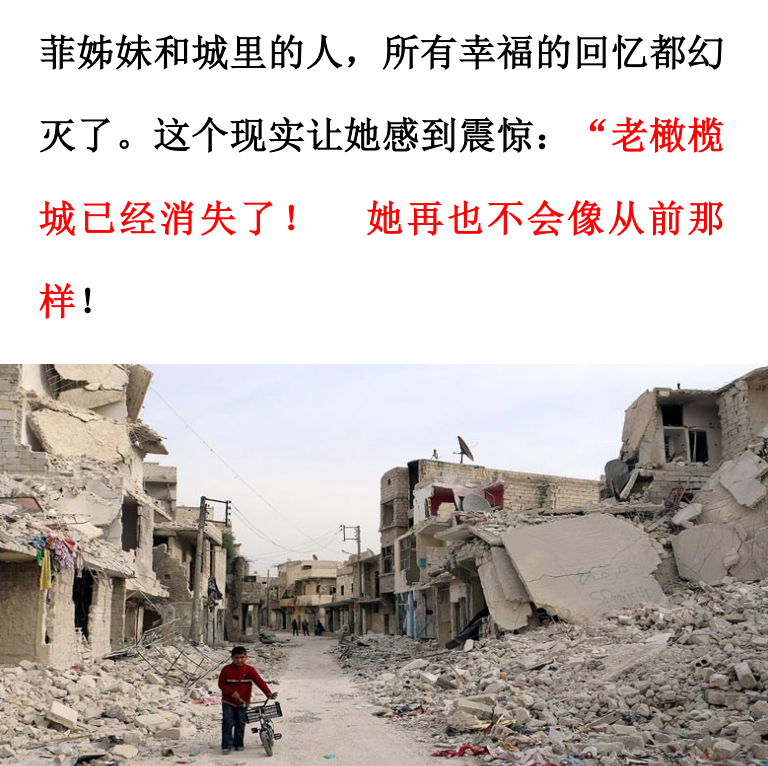 菲姊妹和城里的人，所有幸福的回忆都幻
灭了。这个现实让她感到震惊：“老橄榄
城已经消失了！ 她再也不会像从前那
样！